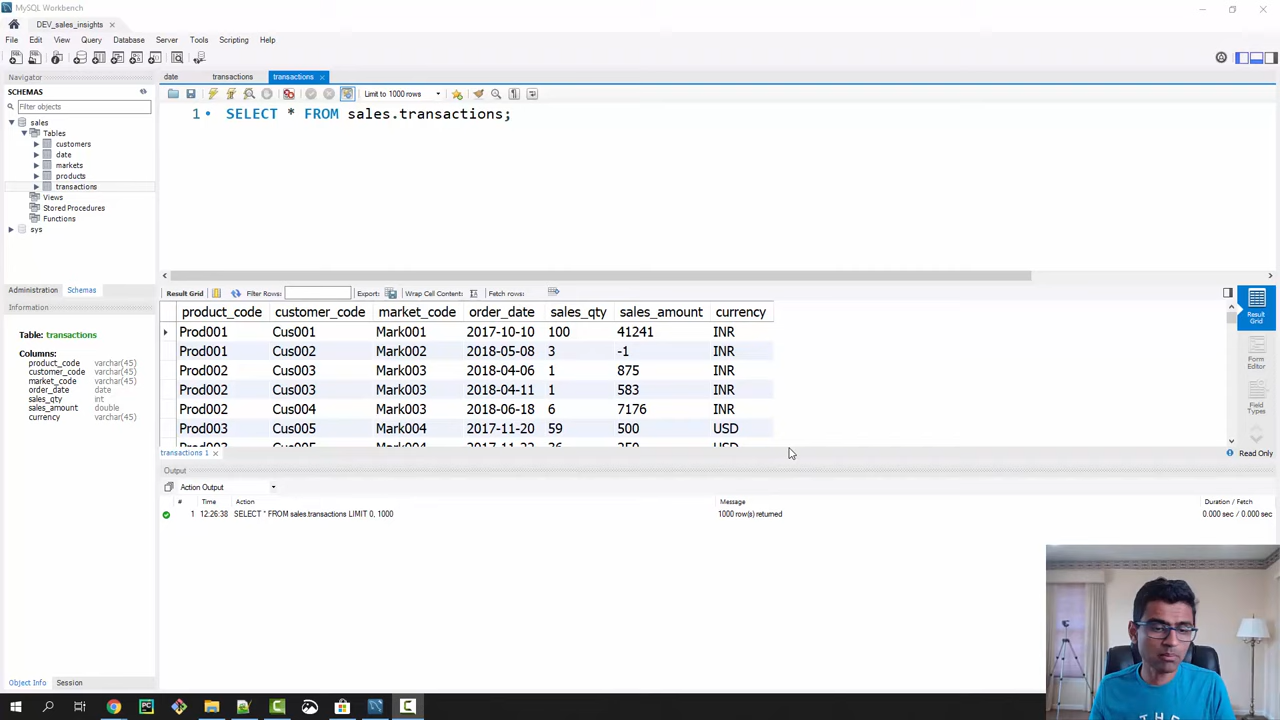 MySQL Workbench
DEV_sales_insights
File Edit View Query Database Server Tools Scripting Help
Navigator
SCHEMAS
Filter objects
sales
Tables
customers
date
markets
products
transactions
Views
Stored Procedures
Functions
sys
Administration Schemas
Information
Table: transactions
Columns:
product_code varchar(45)
customer_code varchar(45)
market_code varchar(45)
order_date date
sales_qty int
sales_amount double
currency varchar(45)
Object Info Session
date transactions transactions
Limit to 1000 rows
1 SELECT * FROM sales.transactions;
Result Grid Filter Rows: Export: Wrap Cell Contents: Fetch rows:
product_code customer_code market_code order_date sales_qty sales_amount currency
Prod001 Cus001 Mark001 2017-10-10 100 41241 INR
Prod001 Cus002 Mark002 2018-05-08 3 -1 INR
Prod002 Cus003 Mark003 2018-04-06 1 875 INR
Prod002 Cus003 Mark003 2018-04-11 1 583 INR
Prod002 Cus004 Mark003 2018-06-18 6 7176 INR
Prod003 Cus005 Mark004 2017-11-20 59 500 USD
Result Grid
Form Editor
Field Types
transactions 1
Read Only
Output
Action Output
# Time Action Message Duration / Fetch
1 12:26:38 SELECT * FROM sales.transactions LIMIT 0, 1000 1000 row(s) returned 0.000 sec / 0.000 sec
THE